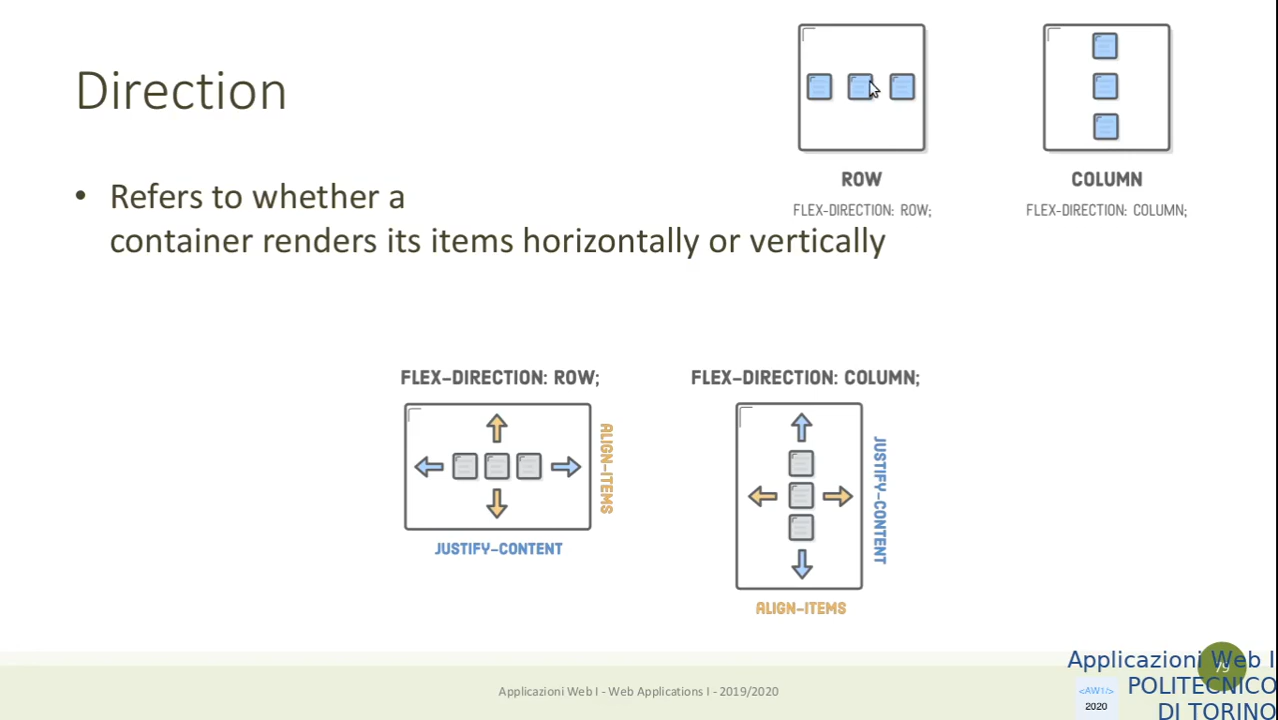 Direction
• Refers to whether a
container renders its items horizontally or vertically
ROW
FLEX-DIRECTION: ROW;
COLUMN
FLEX-DIRECTION: COLUMN;
FLEX-DIRECTION: ROW;
ALIGN-ITEMS
JUSTIFY-CONTENT
FLEX-DIRECTION: COLUMN;
JUSTIFY-CONTENT
ALIGN-ITEMS
Applicazioni Web I - Web Applications I - 2019/2020
Applicazioni Web I
POLITECNICO
DI TORINO
<AW1/>
2020